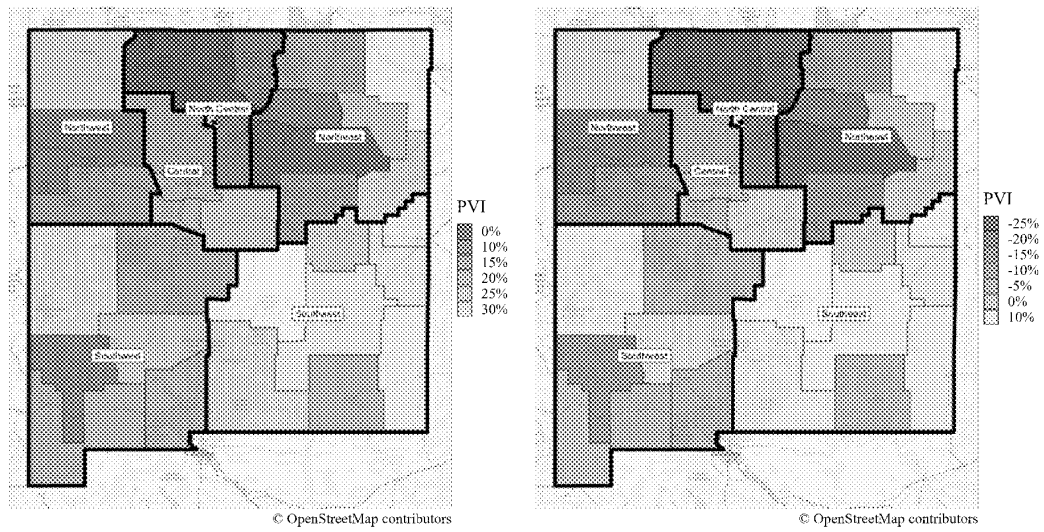 North Central
Northwest
Northeast
Central
Southeast
Southwest
PVI
0%
10%
15%
20%
25%
30%
© OpenStreetMap contributors
North Central
Northwest
Northeast
Central
Southeast
Southwest
PVI
-25%
-20%
-15%
-10%
-5%
0%
10%
© OpenStreetMap contributors